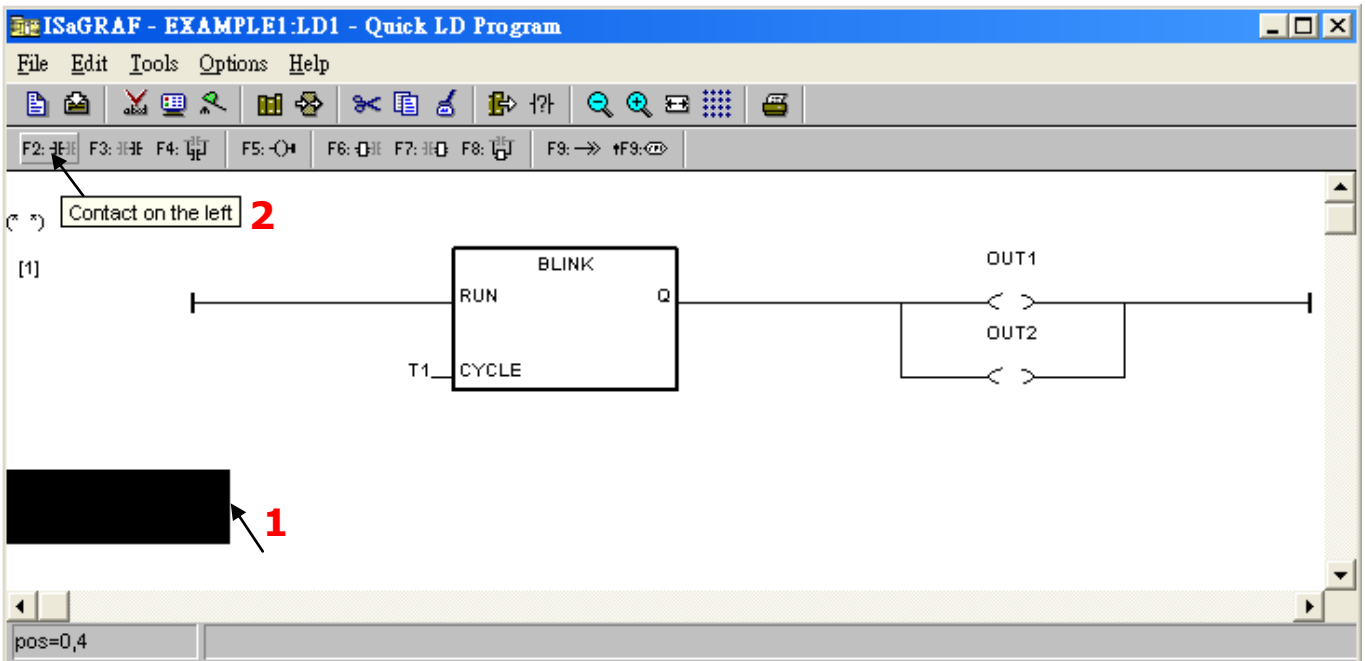 ISaGRAF - EXAMPLE1:LD1 - Quick LD Program
File Edit Tools Options Help
F2: F3: F4: F5: F6: F7: F8: F9: F9:
Contact on the left 2
(* *)
[1]
BLINK
OUT1
RUN Q
OUT2
T1 CYCLE
1
pos=0,4